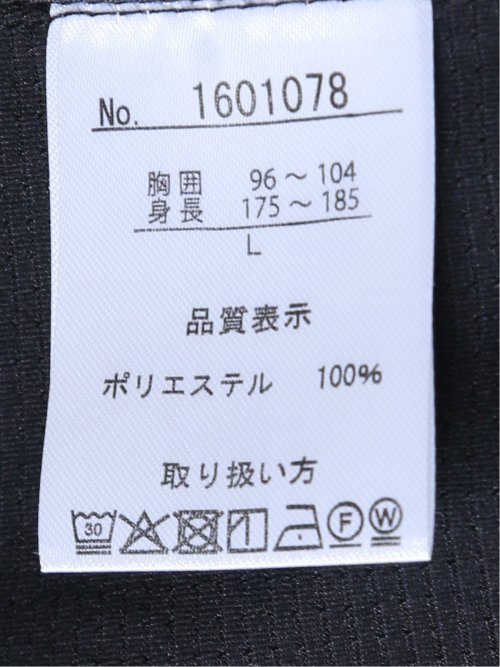 No. 1601078
胸囲 96～104
身長 175～185
L
品質表示
ポリエステル 100%
取り扱い方
30 F W